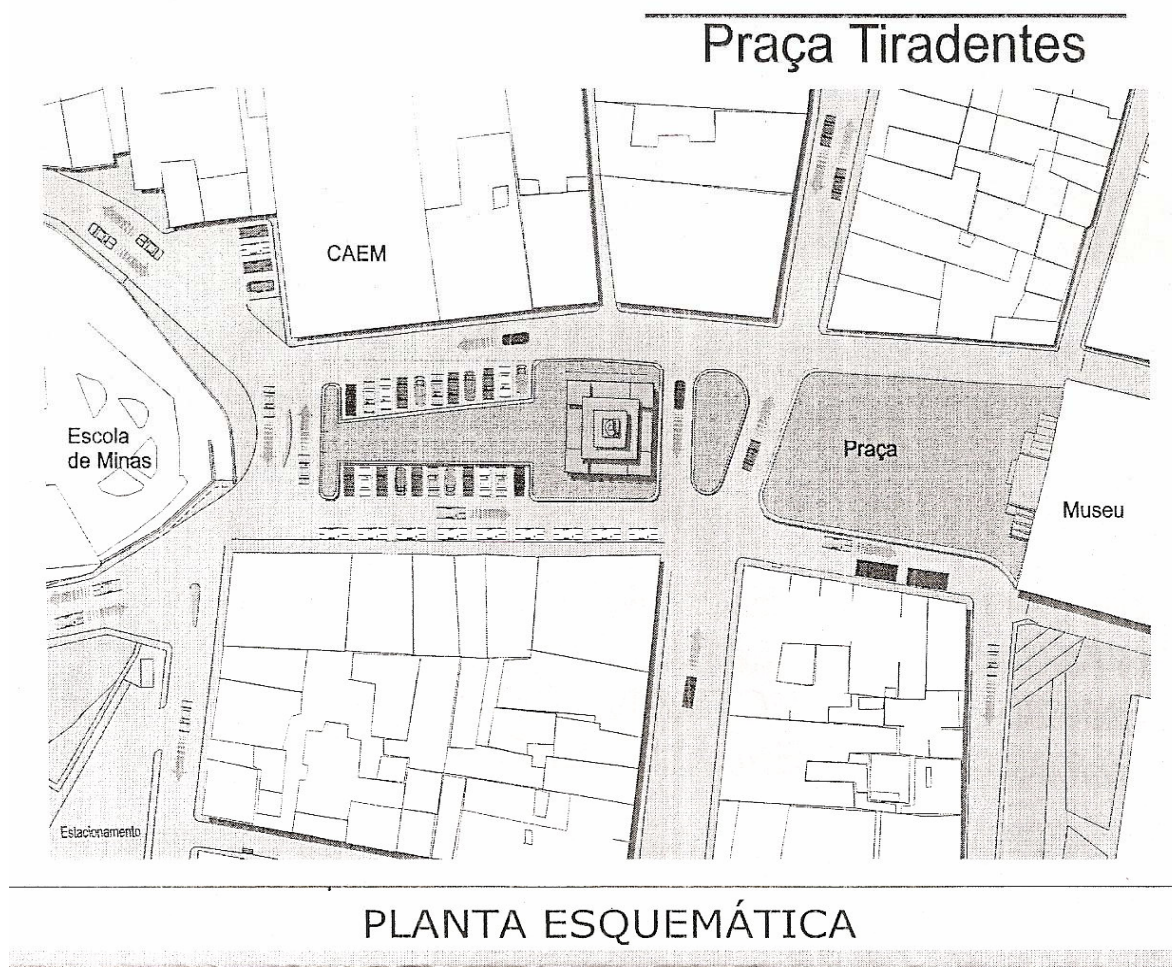 Praça Tiradentes
CAEM
Escola
de Minas
Praça
Museu
Estacionamento
PLANTA ESQUEMÁTICA